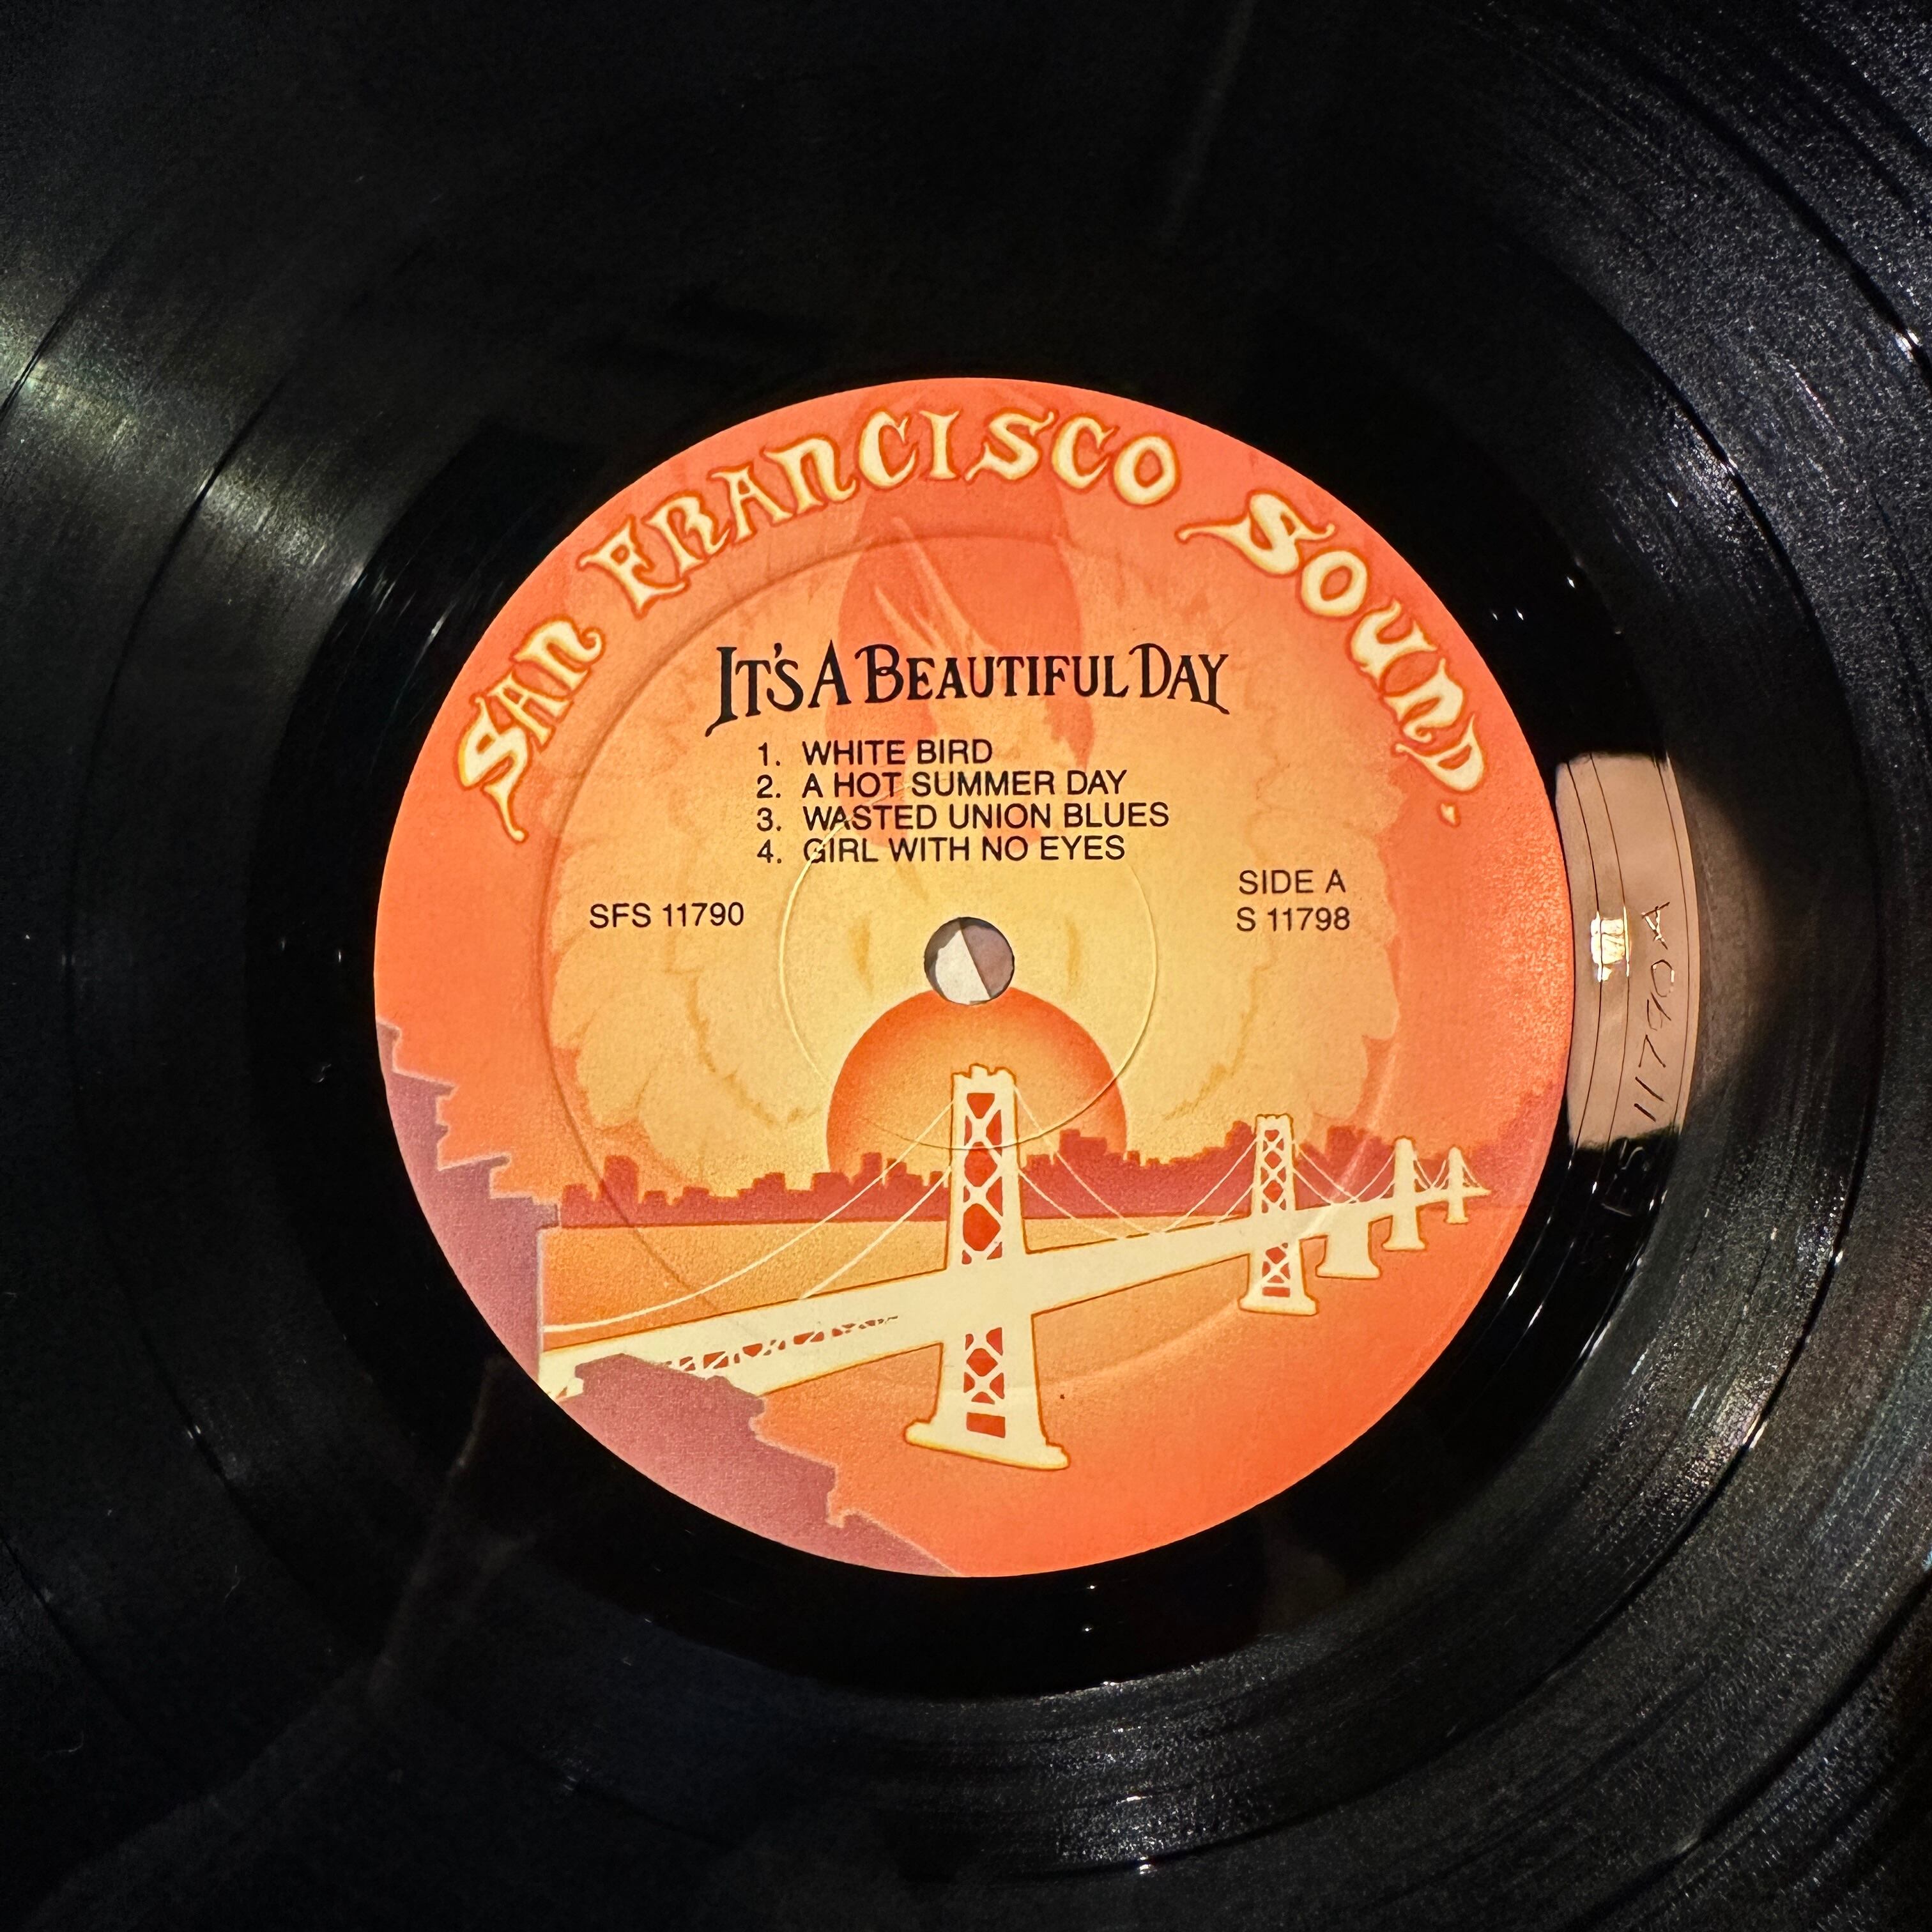 SAN FRANCISCO SOUND.
IT'S A BEAUTIFUL DAY
1. WHITE BIRD
2. A HOT SUMMER DAY
3. WASTED UNION BLUES
4. GIRL WITH NO EYES
SFS 11790
SIDE A
S 11798
11790 A